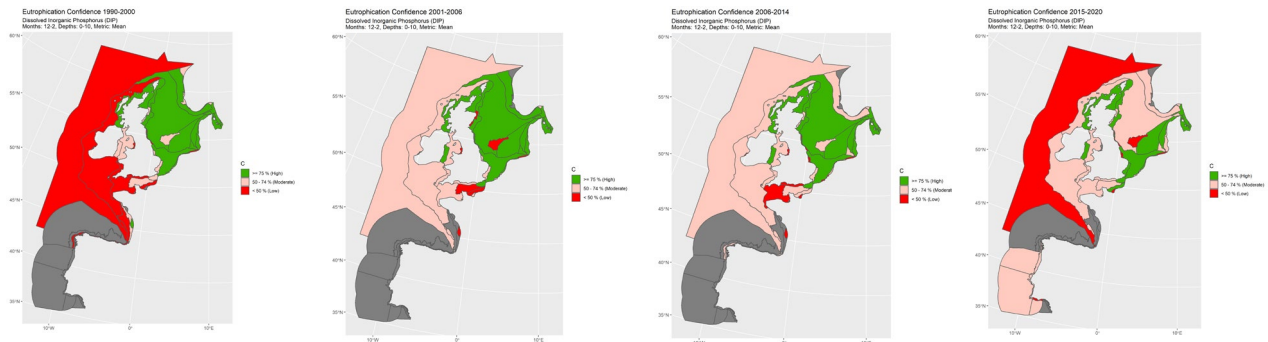 Eutrophication Confidence 1990-2000
Dissolved Inorganic Phosphorus (DIP)
Months: 12-2, Depths: 0-10, Metric: Mean
60°N
55°N
50°N
45°N
40°N
35°N
10°W
0°
10°E
C
>= 75 % (High)
50 - 74 % (Moderate)
< 50 % (Low)
Eutrophication Confidence 2001-2006
Dissolved Inorganic Phosphorus (DIP)
Months: 12-2, Depths: 0-10, Metric: Mean
60°N
55°N
50°N
45°N
40°N
35°N
10°W
0°
10°E
C
>= 75 % (High)
50 - 74 % (Moderate)
< 50 % (Low)
Eutrophication Confidence 2006-2014
Dissolved Inorganic Phosphorus (DIP)
Months: 12-2, Depths: 0-10, Metric: Mean
60°N
55°N
50°N
45°N
40°N
35°N
10°W
0°
10°E
C
>= 75 % (High)
50 - 74 % (Moderat
< 50 % (Low)
Eutrophication Confidence 2015-2020
Dissolved Inorganic Phosphorus (DIP)
Months: 12-2, Depths: 0-10, Metric: Mean
60°N
55°N
50°N
45°N
40°N
35°N
10°W
0°
10°E
C
>= 75 % (High)
50 - 74 % (Moderate)
< 50 % (Low)